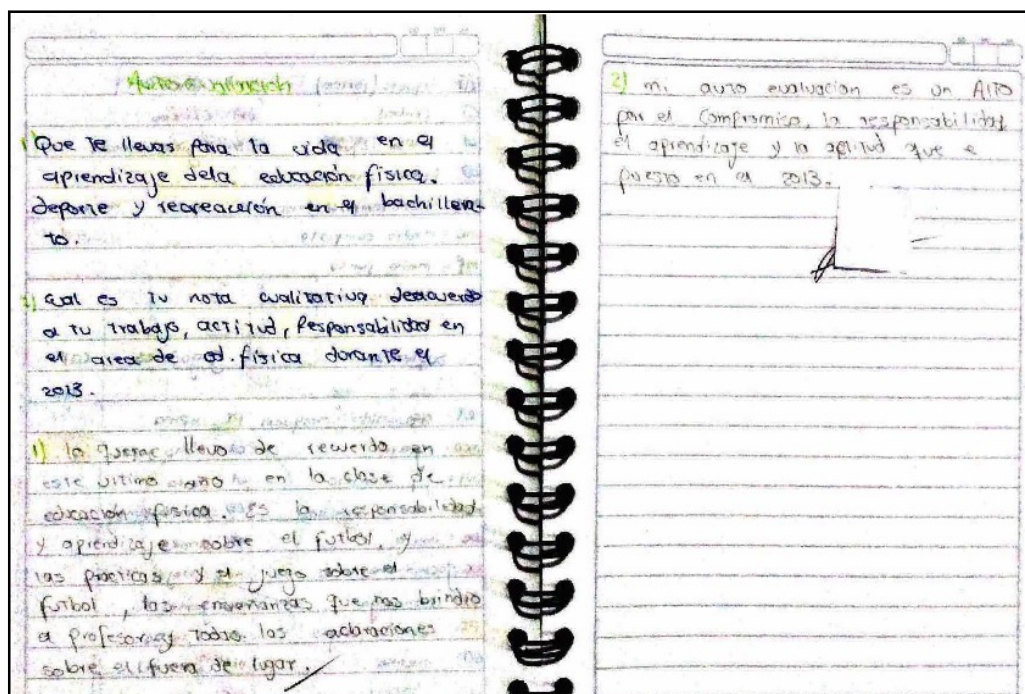 Auto evaluación
1) Que te llevas para la vida en el
aprendizaje dela educación física.
deporte y recreación en el bachillera-
to.
2) Cual es tu nota cualitativa deacuerdo
a tu trabajo, actitud, Responsabilidad en
el area de ed. física durante el
2013.
1) lo llevo de recuerdo en
este ultimo año en la clase de
educación fisica. Es la responsabilidad
y aprendizaje sobre el futbol, y
las practicas y el juego sobre el
futbol, las enseñanzas que nos brindo
el profesor y todas las aclaraciones
sobre el fuera de lugar.
2) mi auto evaluacion es un Alto
por el compromiso, la responsabilidad
el aprendizaje y la aptitud que e
puesto en el 2013.